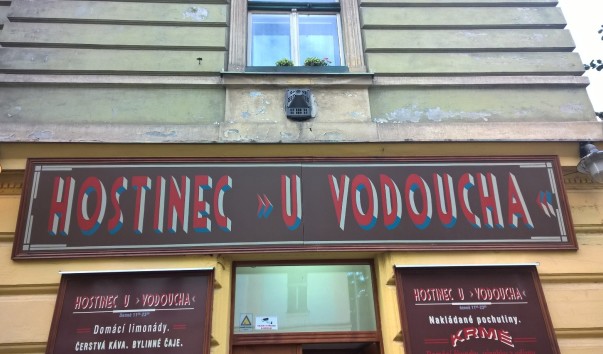 HOSTINEC »U VODOUCHA«
HOSTINEC U »VODOUCHA«
Domácí limonády.
ČERSTVÁ KÁVA. BYLINNÉ ČAJE.
HOSTINEC U »VODOUCHA«
Nakládané pochutiny.
KRMĚ